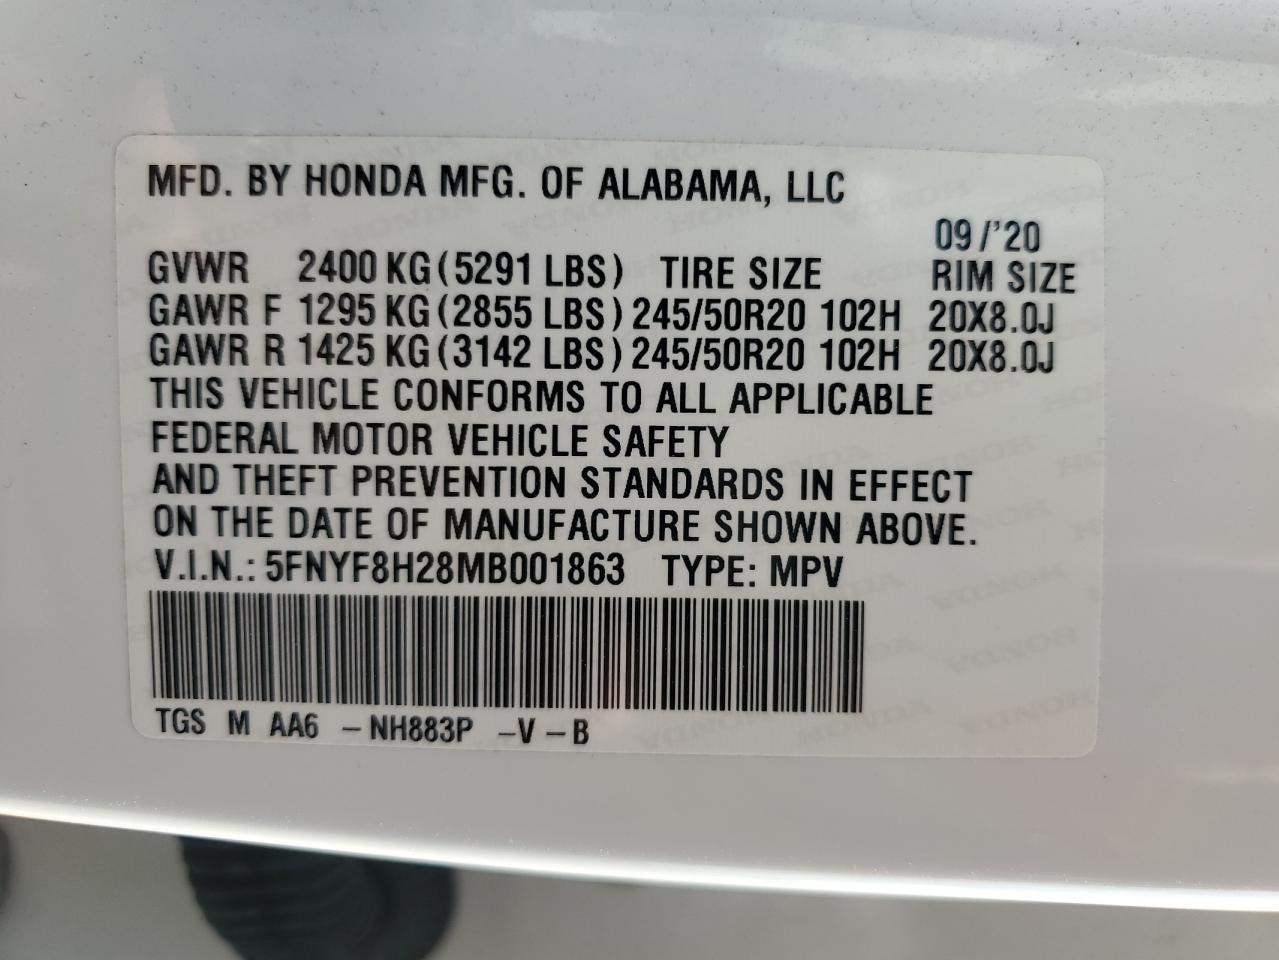 MFD. BY HONDA MFG. OF ALABAMA, LLC
09/'20
GVWR 2400 KG (5291 LBS) TIRE SIZE RIM SIZE
GAWR F 1295 KG (2855 LBS) 245/50R20 102H 20X8.0J
GAWR R 1425 KG (3142 LBS) 245/50R20 102H 20X8.0J
THIS VEHICLE CONFORMS TO ALL APPLICABLE
FEDERAL MOTOR VEHICLE SAFETY
AND THEFT PREVENTION STANDARDS IN EFFECT
ON THE DATE OF MANUFACTURE SHOWN ABOVE.
V.I.N.: 5FNYF8H28MB001863 TYPE: MPV
TGS M AA6 -NH883P -V -B